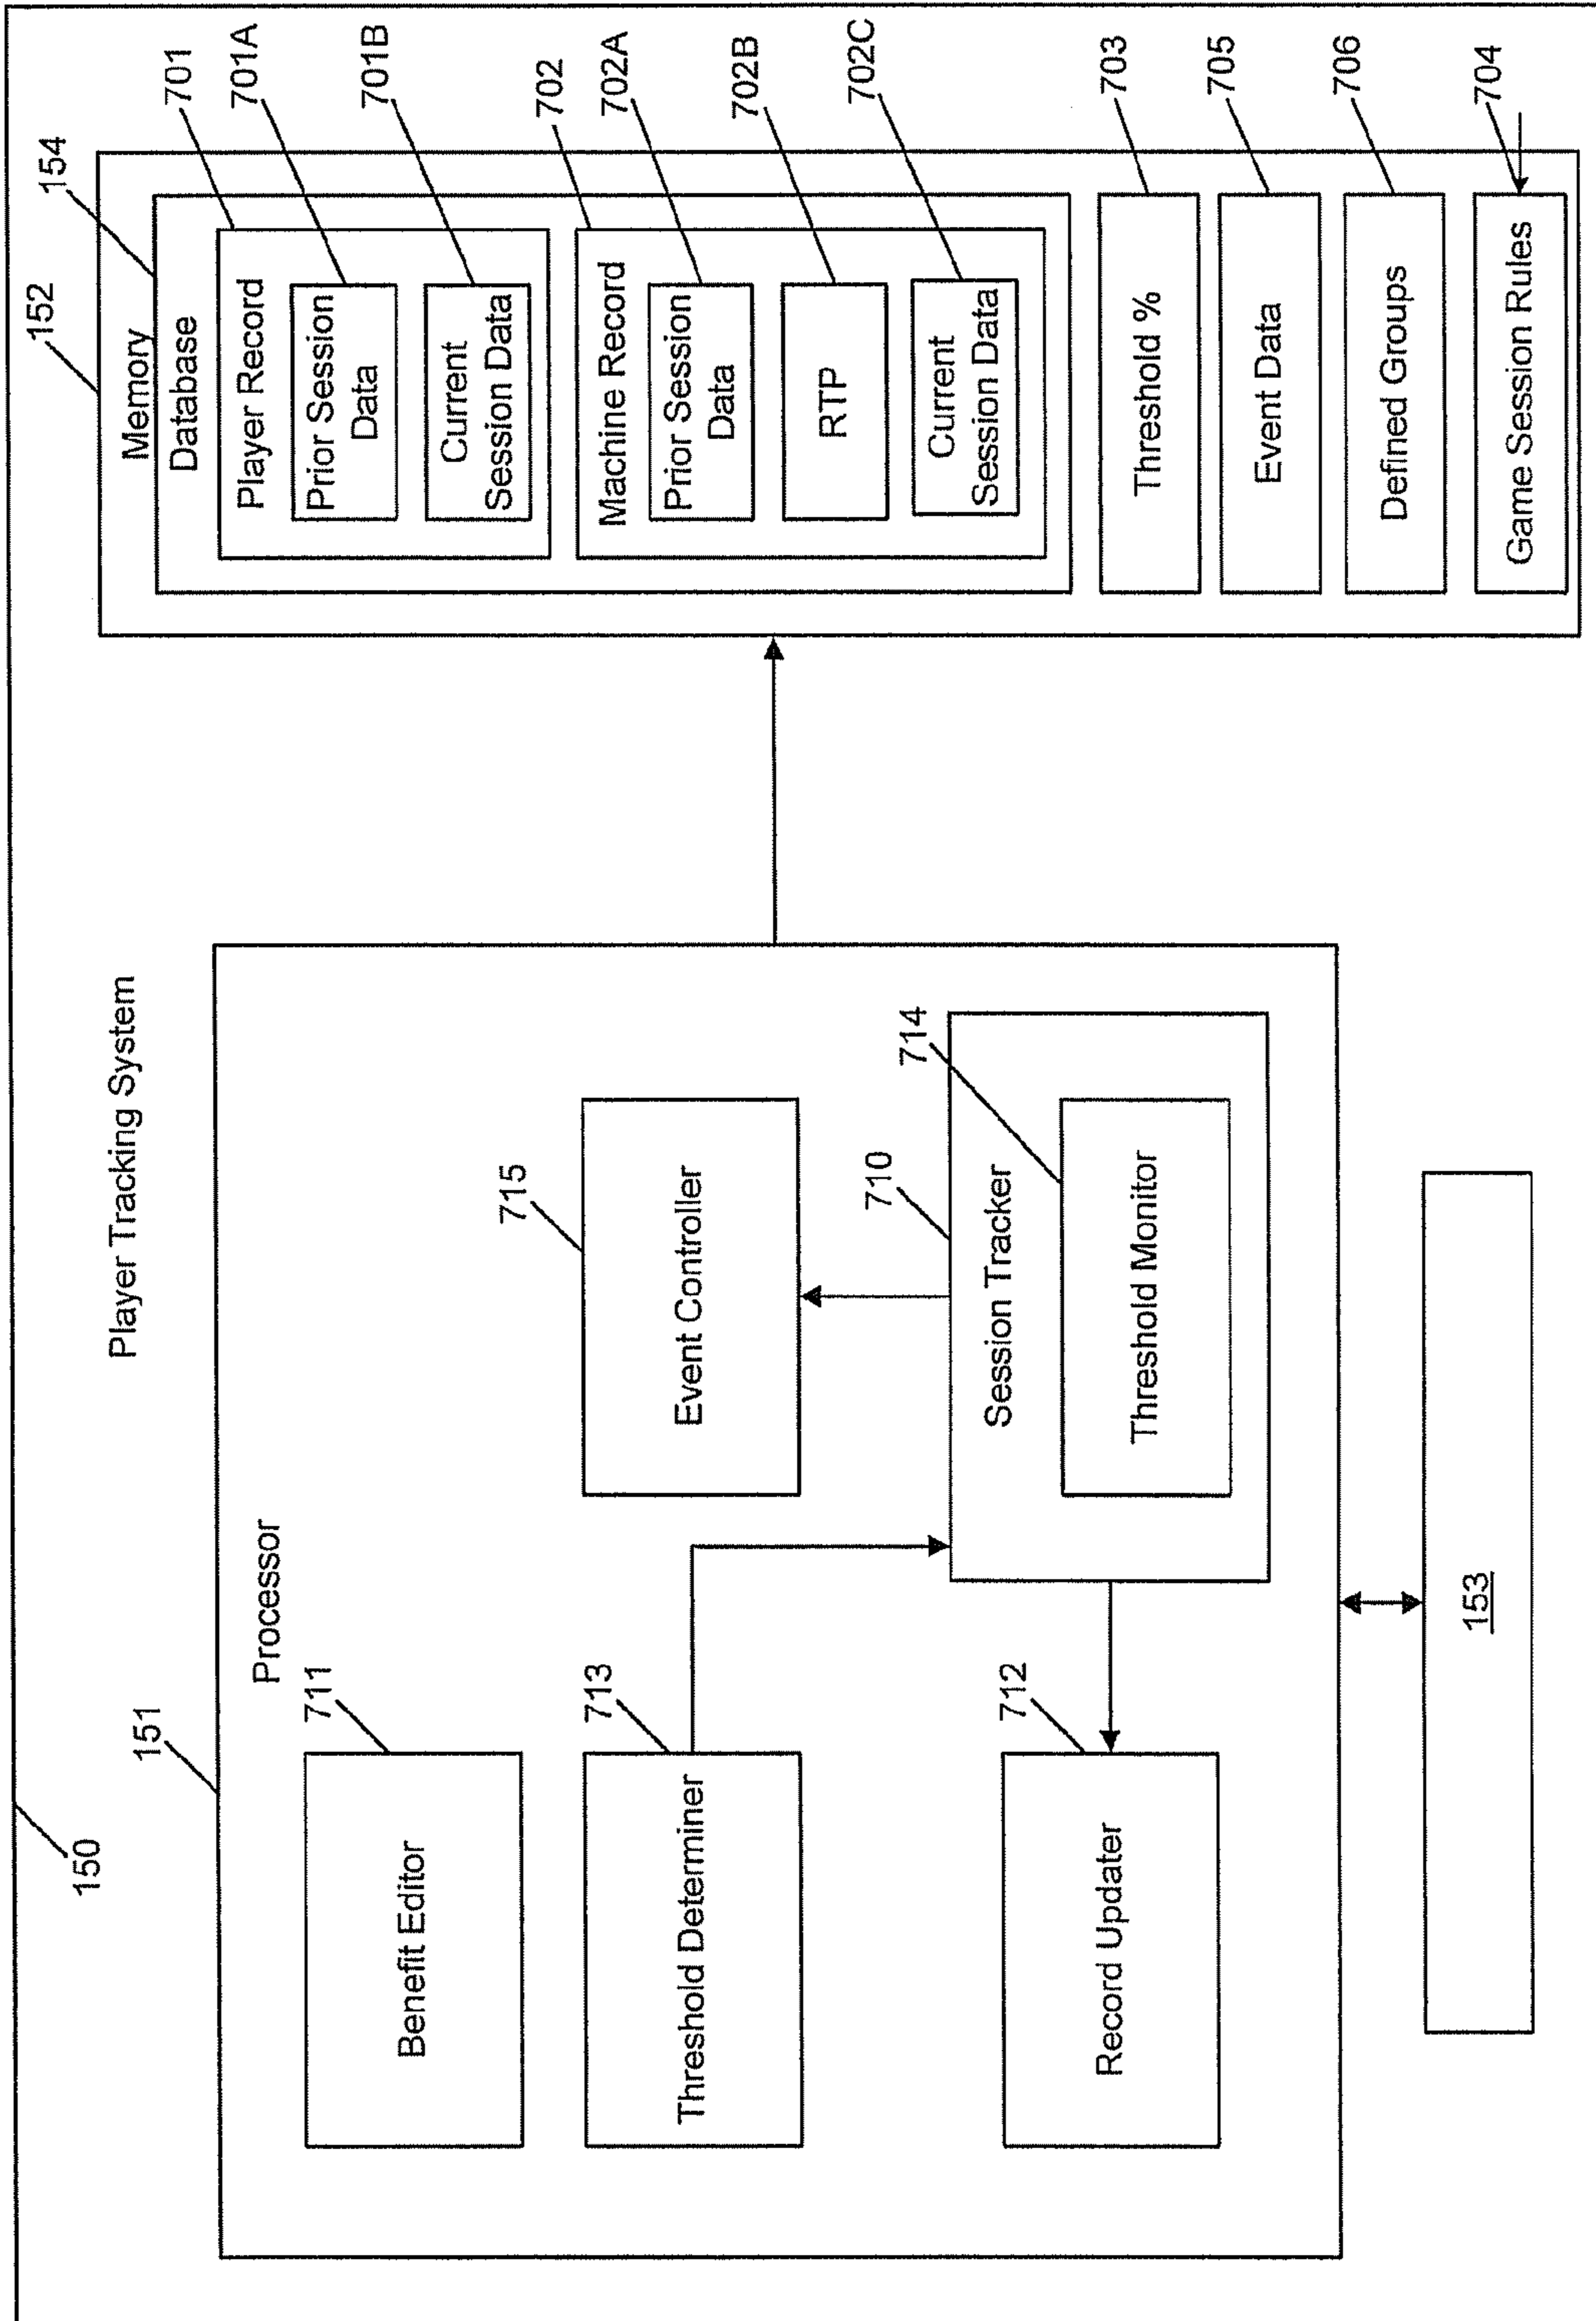 Player Tracking System
150
151
Processor
711
Benefit Editor
713
Threshold Determiner
712
Record Updater
715
Event Controller
710
Session Tracker
714
Threshold Monitor
153
152
Memory
154
Database
701
Player Record
701A
Prior Session
Data
701B
Current
Session Data
702
Machine Record
702A
Prior Session
Data
702B
RTP
702C
Current
Session Data
703
Threshold %
705
Event Data
706
Defined Groups
704
Game Session Rules